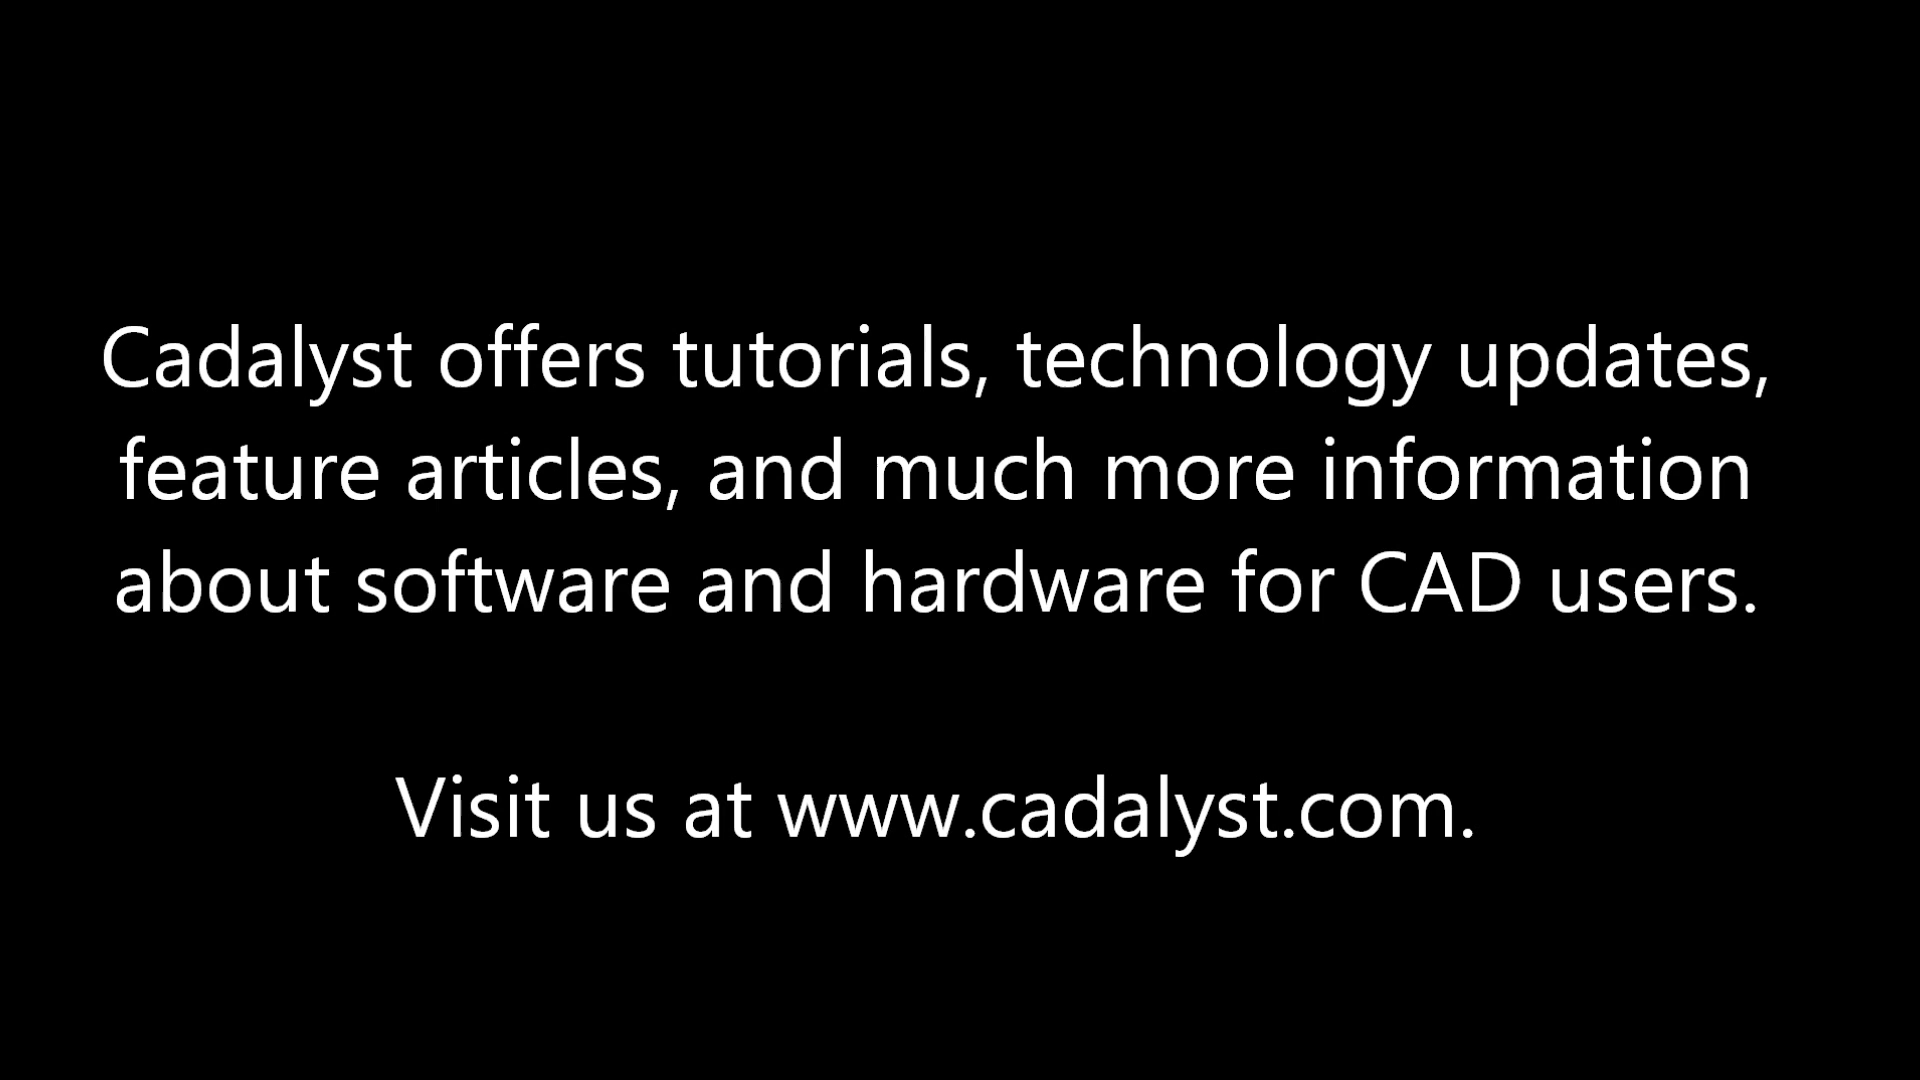 Cadalyst offers tutorials, technology updates,
feature articles, and much more information
about software and hardware for CAD users.
Visit us at www.cadalyst.com.